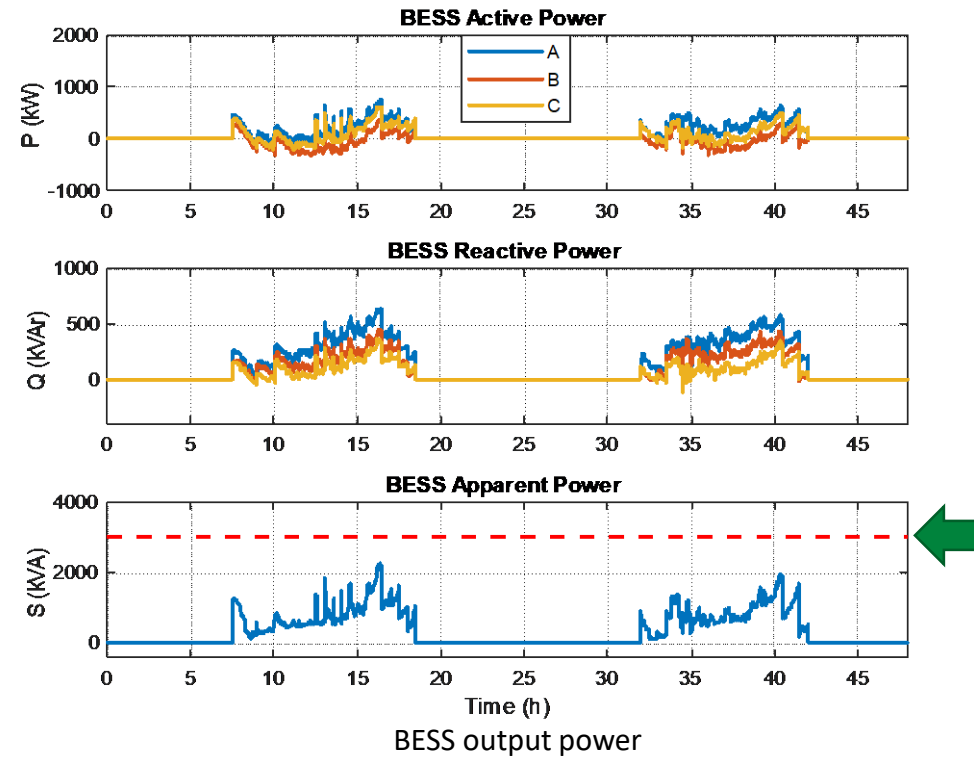 BESS Active Power
2000
1000
0
-1000
P (kW)
A
B
C
0 5 10 15 20 25 30 35 40 45
BESS Reactive Power
1000
500
0
Q (kVAr)
0 5 10 15 20 25 30 35 40 45
BESS Apparent Power
4000
2000
0
S (kVA)
0 5 10 15 20 25 30 35 40 45
Time (h)
BESS output power